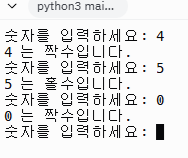 python3 mai...
숫자를 입력하세요: 4
4 는 짝수입니다.
숫자를 입력하세요: 5
5 는 홀수입니다.
숫자를 입력하세요: 0
0 는 짝수입니다.
숫자를 입력하세요: